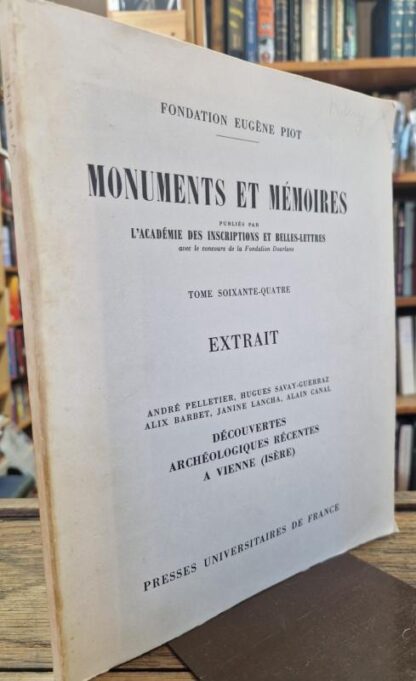 FONDATION EUGÈNE PIOT
MONUMENTS ET MÉMOIRES
PUBLIÉS PAR
L'ACADÉMIE DES INSCRIPTIONS ET BELLES-LETTRES
avec le concours de la Fondation Dourlans
TOME SOIXANTE-QUATRE
EXTRAIT
ANDRÉ PELLETIER, HUGUES SAVAY-GUERRAZ
ALIX BARBET, JANINE LANCHA, ALAIN CANAL
DÉCOUVERTES
ARCHÉOLOGIQUES RÉCENTES
A VIENNE (ISÈRE)
PRESSES UNIVERSITAIRES DE FRANCE